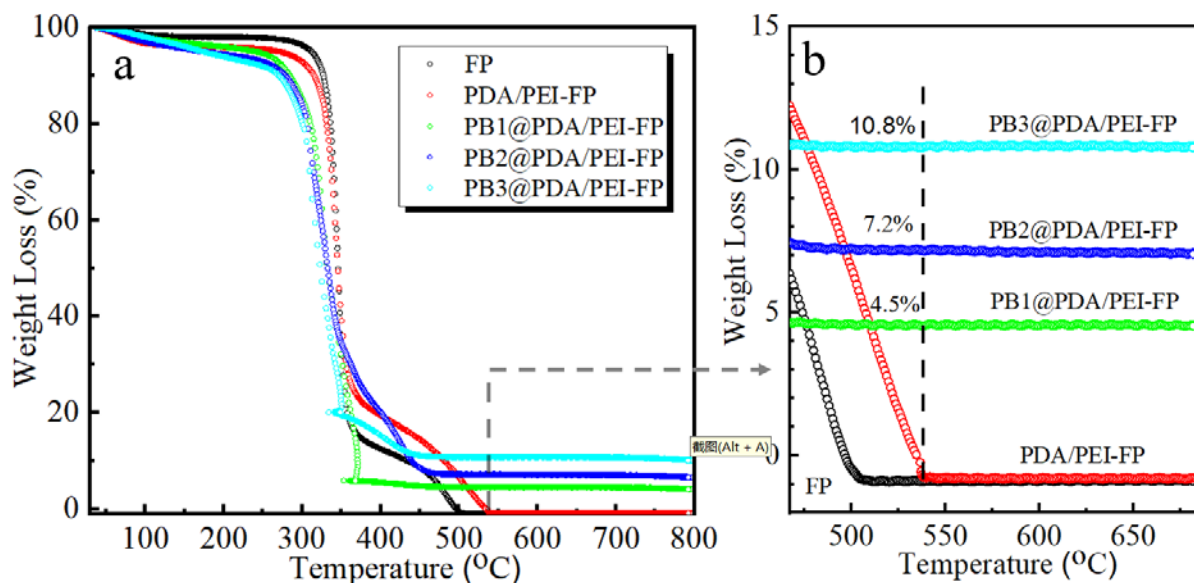 a
FP
PDA/PEI-FP
PB1@PDA/PEI-FP
PB2@PDA/PEI-FP
PB3@PDA/PEI-FP
100
80
60
40
20
0
Weight Loss (%)
100 200 300 400 500 600 700 800
Temperature (⁰C)
截图(Alt + A)
b
15
10
5
0
Weight Loss (%)
10.8% PB3@PDA/PEI-FP
7.2% PB2@PDA/PEI-FP
4.5% PB1@PDA/PEI-FP
PDA/PEI-FP
FP
500 550 600 650
Temperature (⁰C)